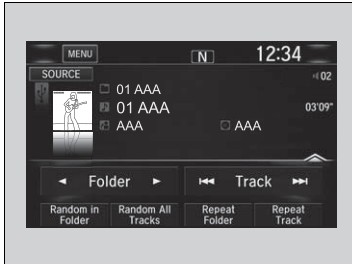 MENU N 12:34
SOURCE 02
01 AAA
01 AAA 03'09"
AAA AAA
Folder Track
Random in Folder
Random All Tracks
Repeat Folder
Repeat Track